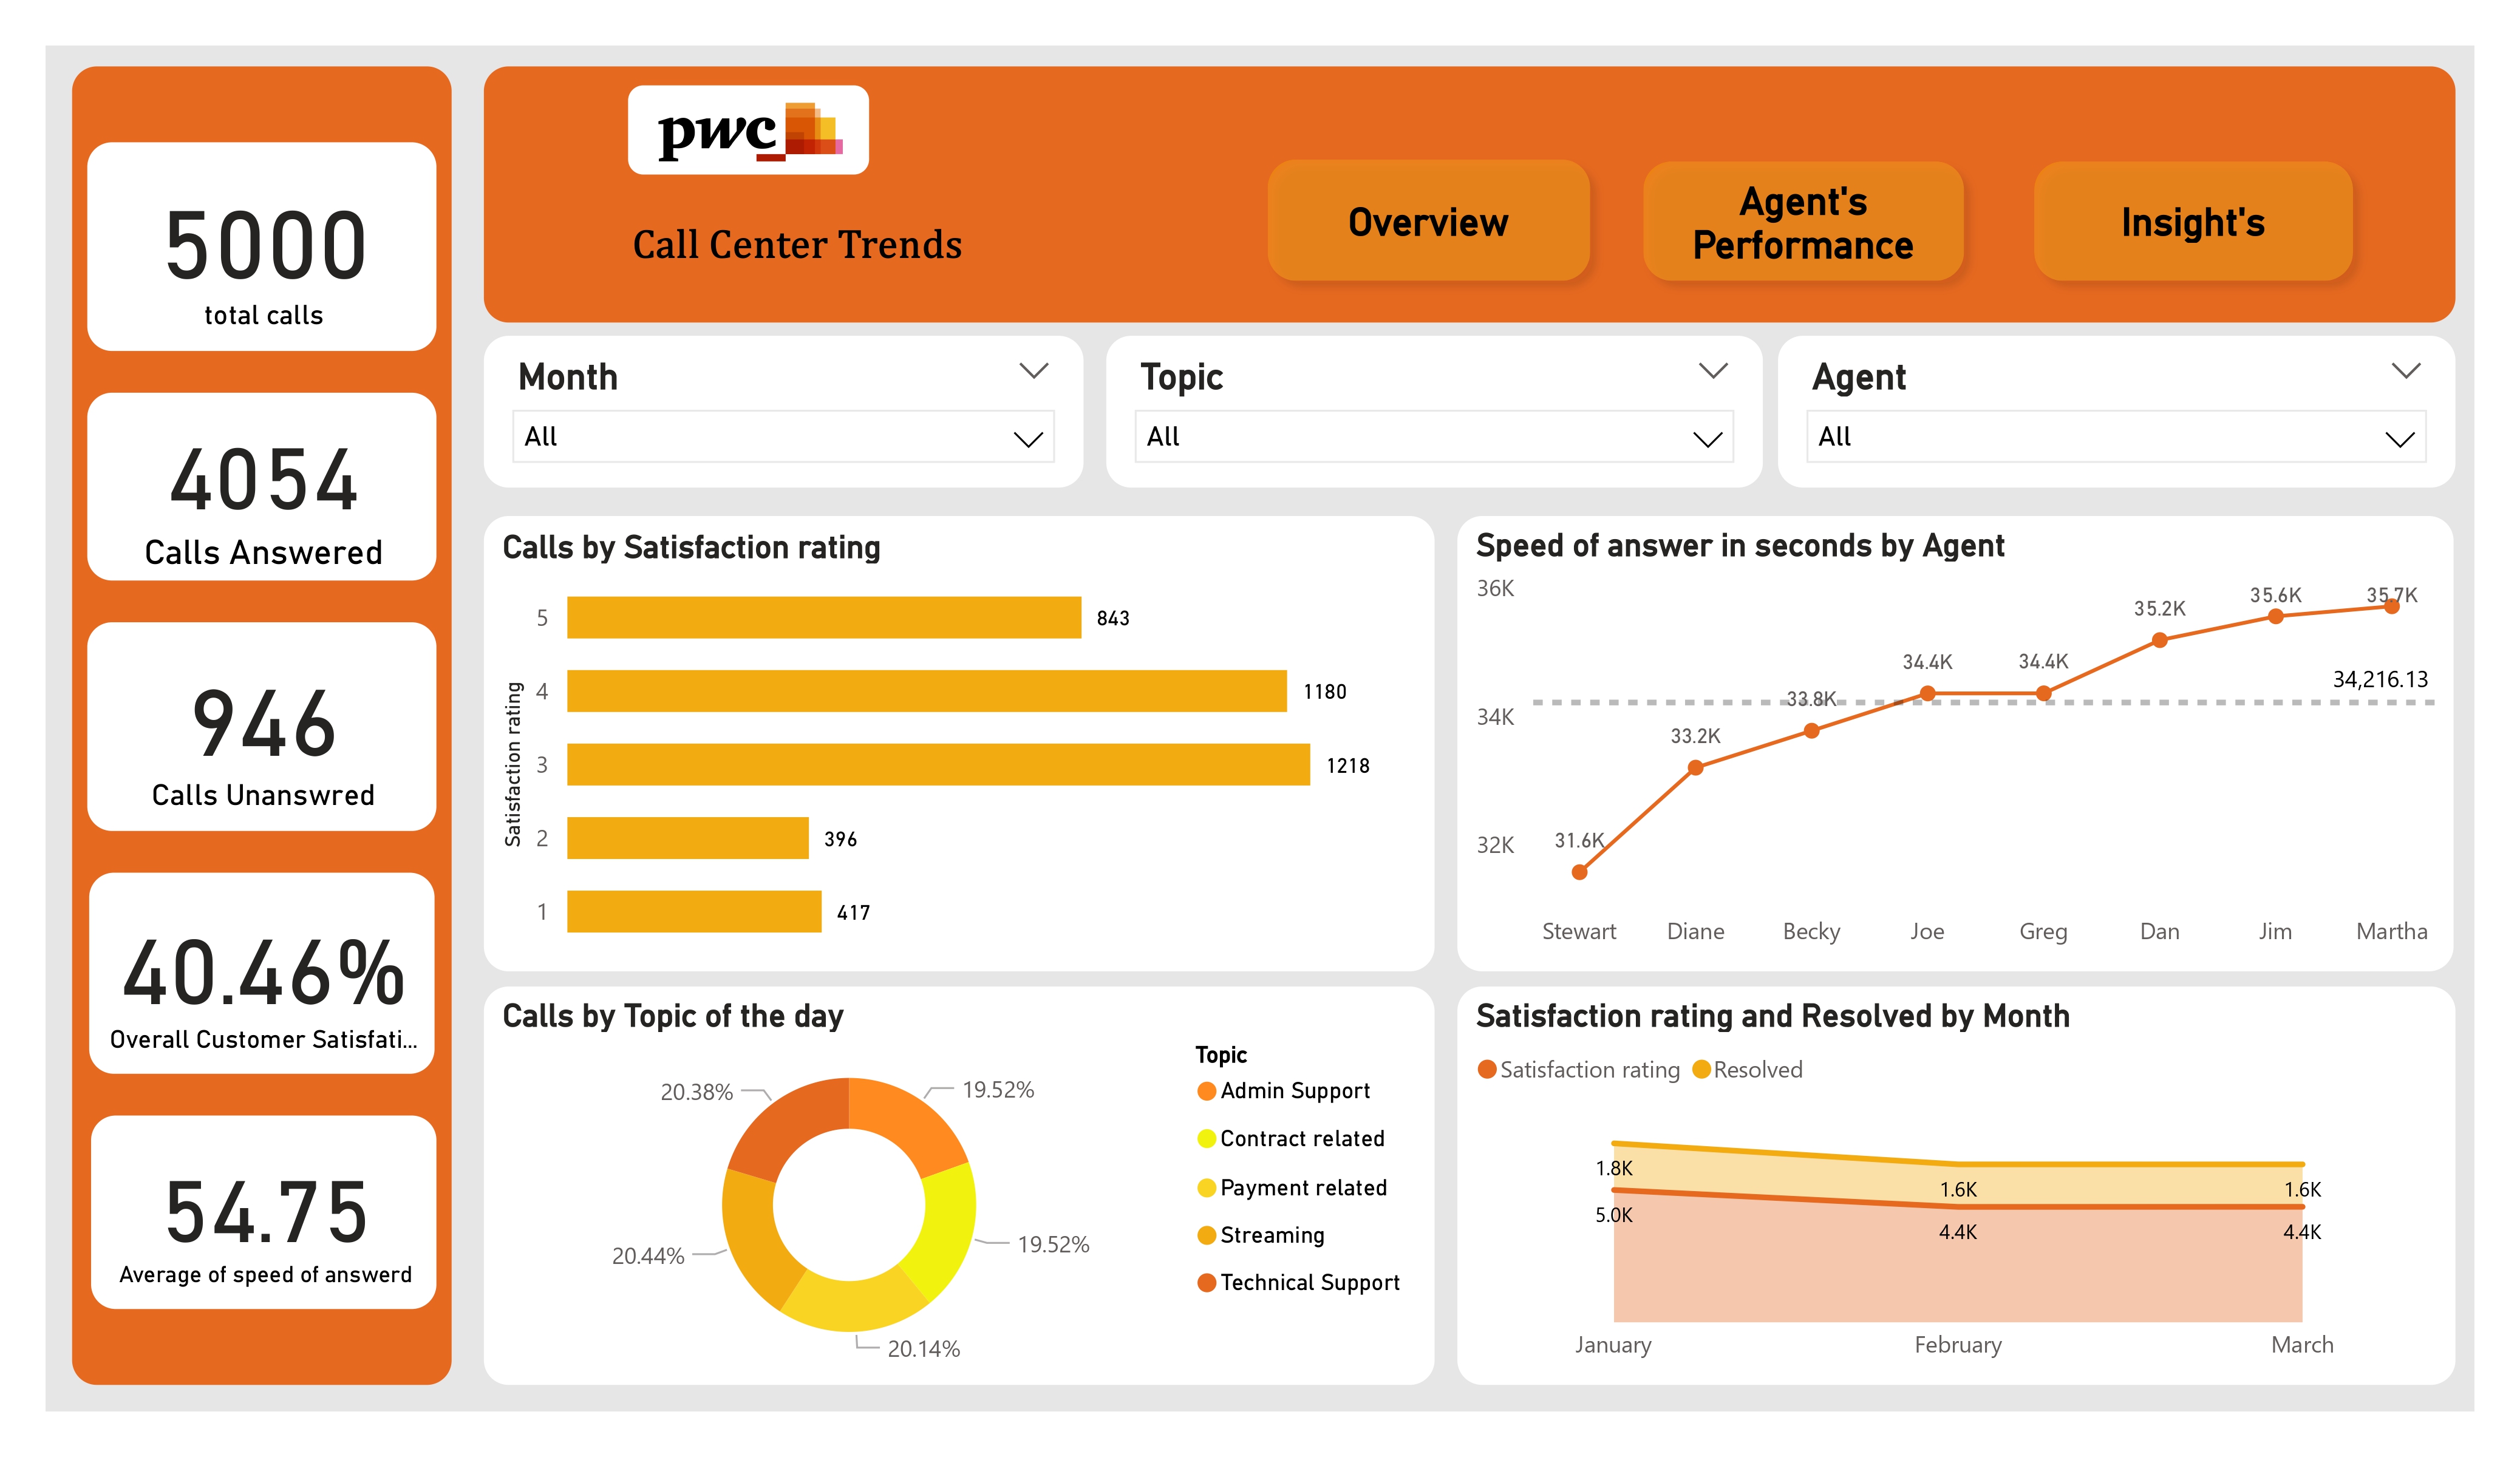 5000
total calls
4054
Calls Answered
946
Calls Unanswred
40.46%
Overall Customer Satisfati...
54.75
Average of speed of answerd
pwc
Call Center Trends
Overview
Agent's
Performance
Insight's
Month
All
Topic
All
Agent
All
Calls by Satisfaction rating
Satisfaction rating
5
843
4
1180
3
1218
2
396
1
417
Speed of answer in seconds by Agent
36K
34K
32K
31.6K
33.2K
33.8K
34.4K
34.4K
35.2K
35.6K
35.7K
34,216.13
Stewart
Diane
Becky
Joe
Greg
Dan
Jim
Martha
Calls by Topic of the day
20.38%
19.52%
20.44%
19.52%
20.14%
Topic
Admin Support
Contract related
Payment related
Streaming
Technical Support
Satisfaction rating and Resolved by Month
Satisfaction rating
Resolved
1.8K
1.6K
1.6K
5.0K
4.4K
4.4K
January
February
March